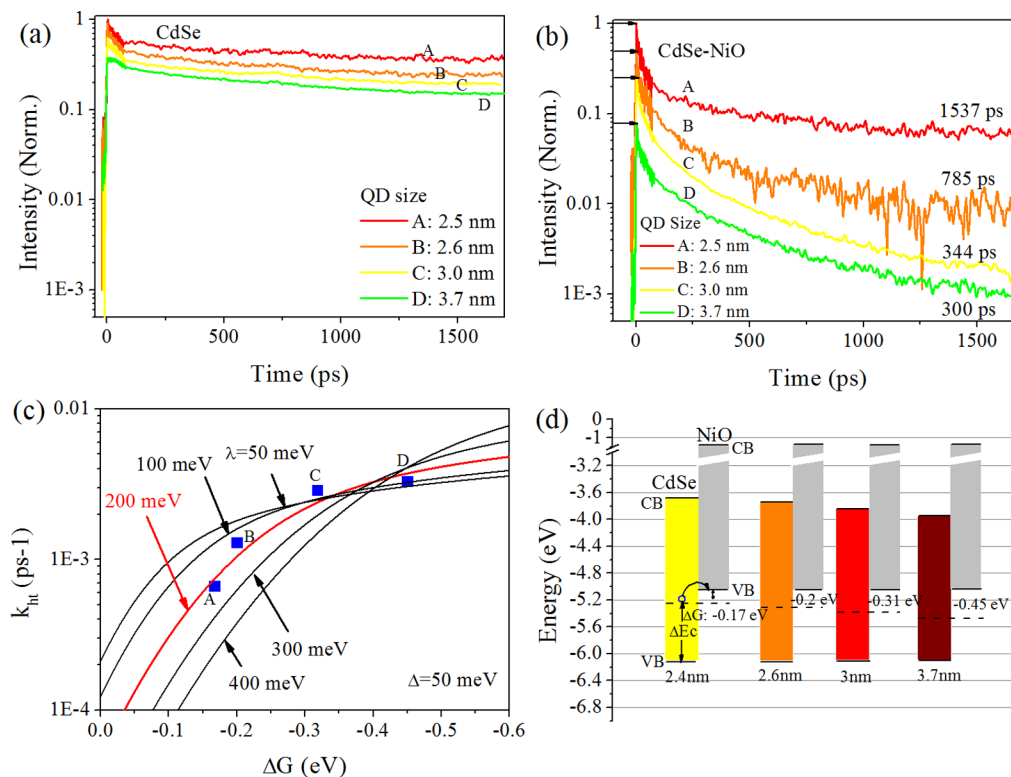 (a)
CdSe
A
B
C
D
QD size
A: 2.5 nm
B: 2.6 nm
C: 3.0 nm
D: 3.7 nm
1
0.1
0.01
1E-3
Intensity (Norm.)
0
500
1000
1500
Time (ps)
(b)
CdSe-NiO
A
B
C
D
1537 ps
785 ps
344 ps
300 ps
QD Size
A: 2.5 nm
B: 2.6 nm
C: 3.0 nm
D: 3.7 nm
1
0.1
0.01
1E-3
Intensity (Norm.)
0
500
1000
1500
Time (ps)
(c)
0.01
1E-3
1E-4
kht (ps-1)
100 meV
λ=50 meV
200 meV
300 meV
400 meV
A
B
C
D
Δ=50 meV
0.0
-0.1
-0.2
-0.3
-0.4
-0.5
-0.6
ΔG (eV)
(d)
0
-1
-3.2
-3.6
-4.0
-4.4
-4.8
-5.2
-5.6
-6.0
-6.4
-6.8
Energy (eV)
NiO
CB
CdSe
CB
VB
ΔG: -0.17 eV
-0.2 eV
-0.31 eV
-0.45 eV
ΔEc
VB
2.4nm
2.6nm
3nm
3.7nm